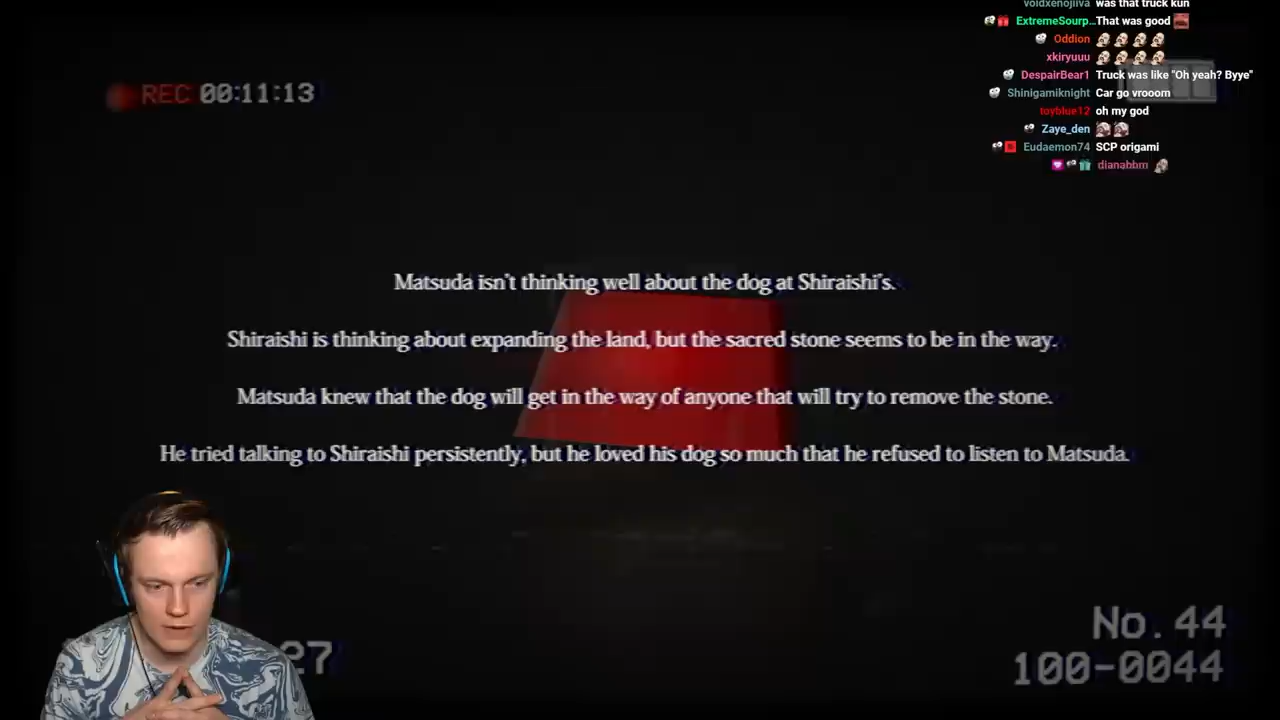 voidxenojiiva was that truck kun
ExtremeSourp... That was good
Oddion
xkiryuuu
DespairBear1 Truck was like "Oh yeah? Byye"
Shinigamiknight Car go vrooom
toyblue12 oh my god
Zaye_den
Eudaemon74 SCP origami
dianahbm
REC 00:11:13
Matsuda isn't thinking well about the dog at Shiraishi's.
Shiraishi is thinking about expanding the land, but the sacred stone seems to be in the way.
Matsuda knew that the dog will get in the way of anyone that will try to remove the stone.
He tried talking to Shiraishi persistently, but he loved his dog so much that he refused to listen to Matsuda.
27
No.44
100-0044